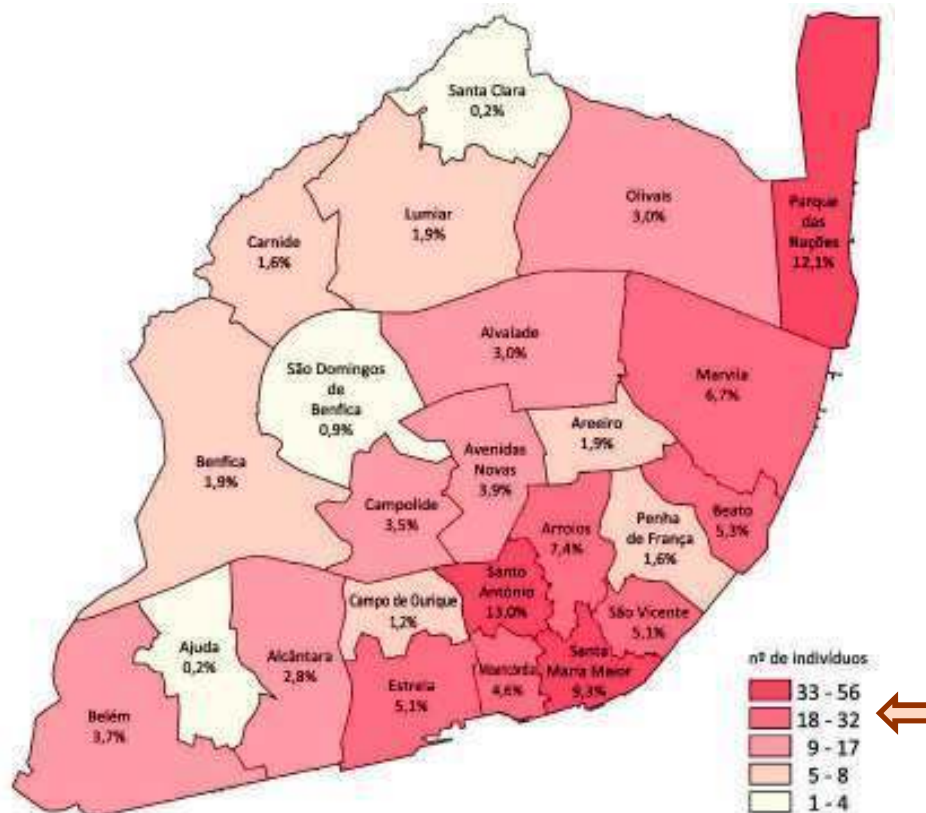 Santa Clara
0,2%
Olivais
3,0%
Parque
das
Nações
12,1%
Lumiar
1,9%
Carnide
1,6%
Alvalade
3,0%
São Domingos
de
Benfica
0,9%
Marvila
6,7%
Areeiro
1,9%
Avenidas
Novas
3,9%
Benfica
1,9%
Campolide
3,5%
Beato
5,3%
Penha
de França
1,6%
Arroios
7,4%
Santo
António
13,0%
Campo de Ourique
1,2%
São Vicente
5,1%
Ajuda
0,2%
Alcântara
2,8%
Santa
Maria Maior
9,3%
Misericórdia
4,6%
Estrela
5,1%
Belém
3,7%
nº de indivíduos
33 - 56
18 - 32
9 - 17
5 - 8
1 - 4